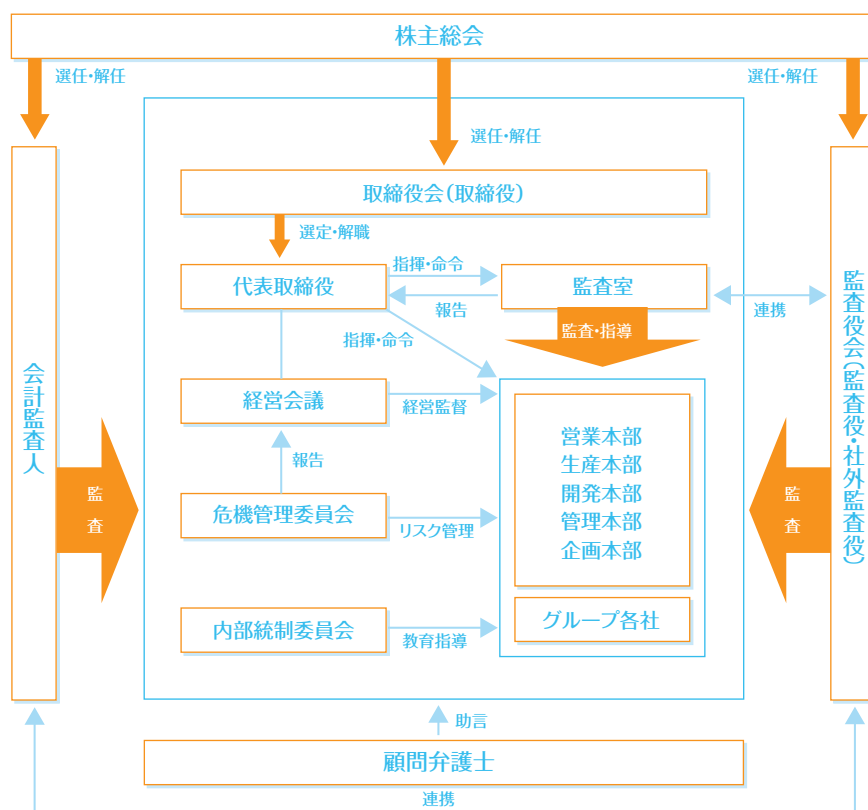 株主総会
選任・解任
選任・解任
選任・解任
取締役会(取締役)
選定・解職
代表取締役
指揮・命令
報告
監査室
連携
監査・指導
指揮・命令
経営会議
経営監督
報告
危機管理委員会
リスク管理
内部統制委員会
教育指導
営業本部
生産本部
開発本部
管理本部
企画本部
グループ各社
会計監査人
監査
監査
監査役会(監査役・社外監査役)
助言
顧問弁護士
連携